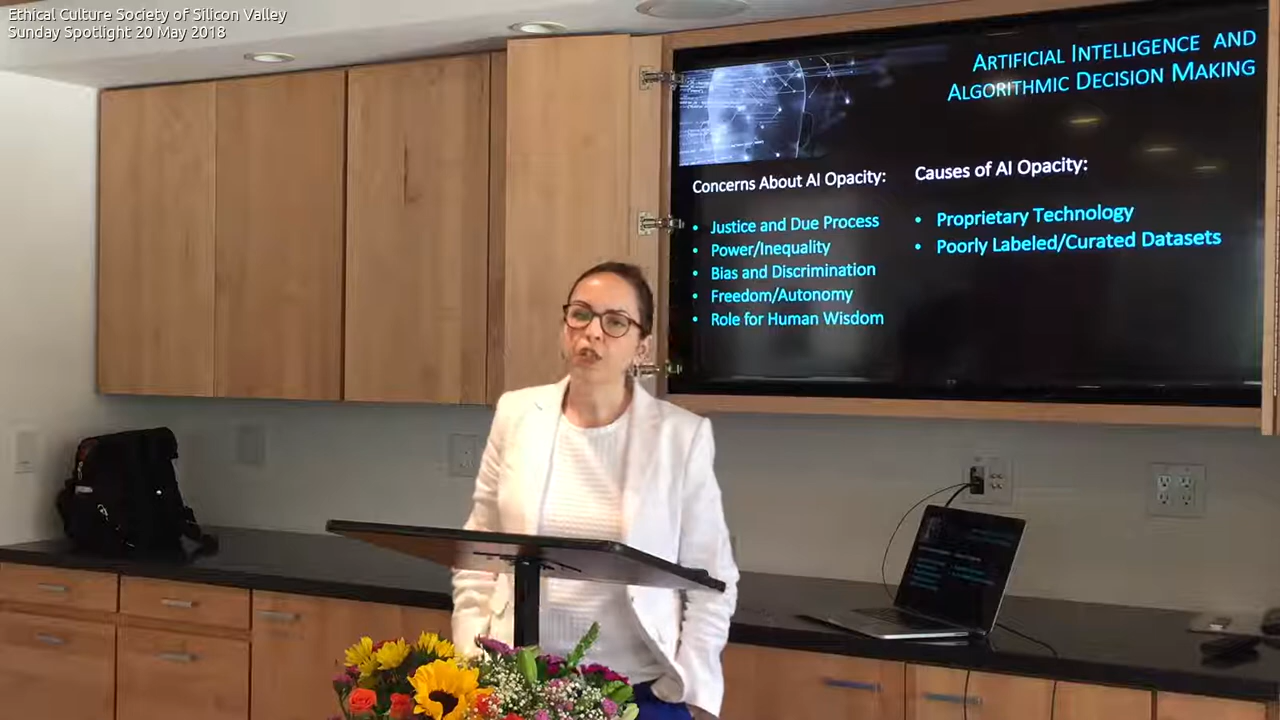 Ethical Culture Society of Silicon Valley
Sunday Spotlight 20 May 2018
Artificial Intelligence and
Algorithmic Decision Making
Concerns About AI Opacity:
• Justice and Due Process
• Power/Inequality
• Bias and Discrimination
• Freedom/Autonomy
• Role for Human Wisdom
Causes of AI Opacity:
• Proprietary Technology
• Poorly Labeled/Curated Datasets